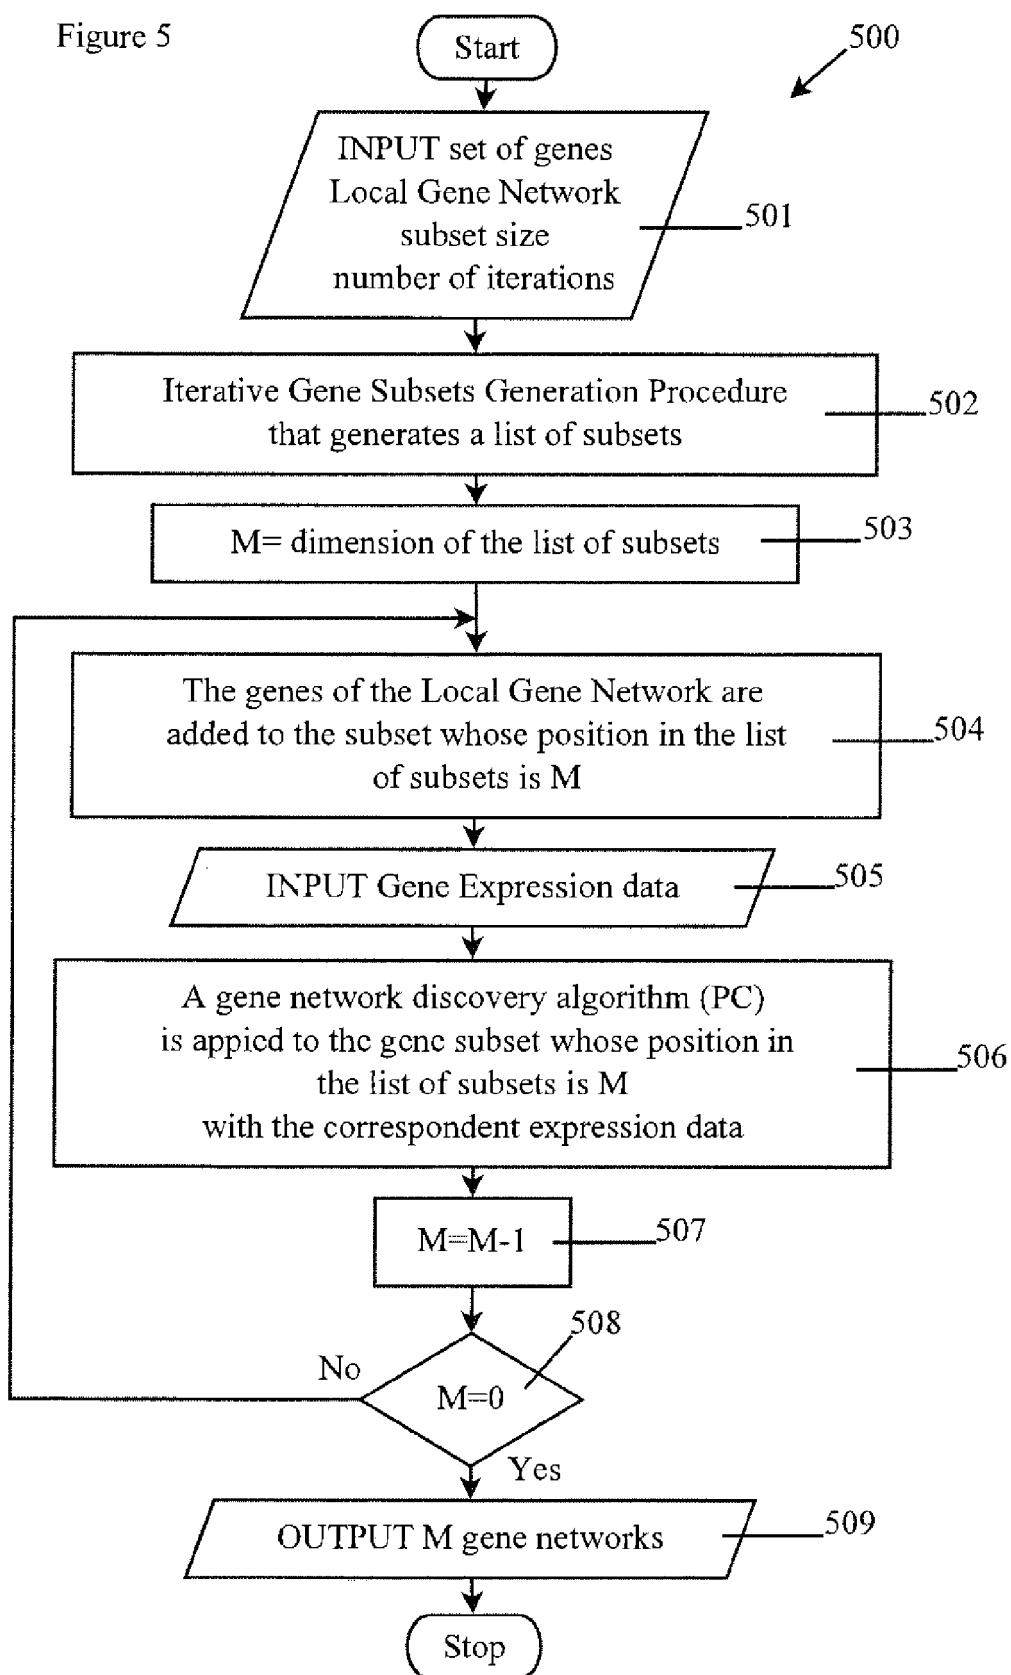 Figure 5
Start
500
INPUT set of genes
Local Gene Network
subset size
number of iterations
501
Iterative Gene Subsets Generation Procedure
that generates a list of subsets
502
M= dimension of the list of subsets
503
The genes of the Local Gene Network are
added to the subset whose position in the list
of subsets is M
504
INPUT Gene Expression data
505
A gene network discovery algorithm (PC)
is appied to the gene subset whose position in
the list of subsets is M
with the correspondent expression data
506
M=M-1
507
508
No
M=0
Yes
OUTPUT M gene networks
509
Stop